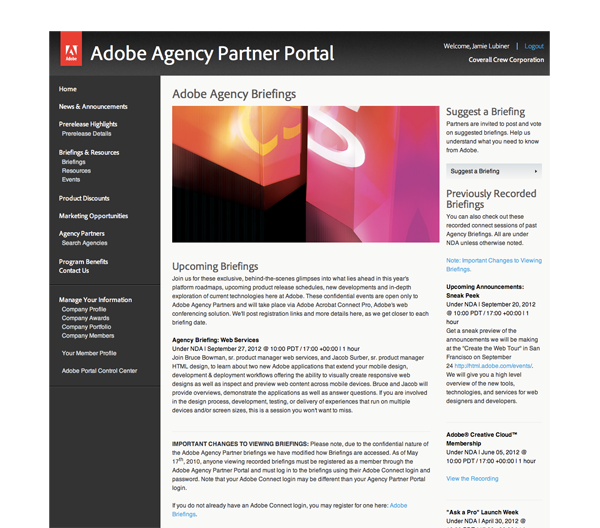 Adobe
Adobe Agency Partner Portal
Welcome, Jamie Lubiner | Logout
Coverall Crew Corporation
Home
News & Announcements
Prerelease Highlights
Prerelease Details
Briefings & Resources
Briefings
Resources
Events
Product Discounts
Marketing Opportunities
Agency Partners
Search Agencies
Program Benefits
Contact Us
Manage Your Information
Company Profile
Company Awards
Company Portfolio
Company Members
Your Member Profile
Adobe Portal Control Center
Adobe Agency Briefings
Upcoming Briefings
Join us for these exclusive, behind-the-scenes glimpses into what lies ahead in this year's
platform roadmaps, upcoming product release schedules, new developments and in-depth
exploration of current technologies here at Adobe. These confidential events are open only to
Adobe Agency Partners and will take place via Adobe Acrobat Connect Pro, Adobe's web
conferencing solution. We'll post registration links and more details here, as we get closer to each
briefing date.
Agency Briefing: Web Services
Under NDA | September 27, 2012 @ 10:00 PDT / 17:00 +00:00 | 1 hour
Join Bruce Bowman, sr. product manager web services, and Jacob Surber, sr. product manager
HTML design, to learn about two new Adobe applications that extend your mobile design,
development & deployment workflows offering the ability to visually create responsive web
designs as well as inspect and preview web content across mobile devices. Bruce and Jacob will
provide overviews, demonstrate the applications as well as answer questions. If you are involved
in the design process, development, testing, or delivery of experiences that run on multiple
devices and/or screen sizes, this is a session you won't want to miss.
IMPORTANT CHANGES TO VIEWING BRIEFINGS: Please note, due to the confidential nature of
the Adobe Agency Partner briefings we have modified how Briefings are accessed. As of May
17th, 2010, anyone viewing recorded briefings must be registered as a member through the
Adobe Agency Partner Portal and must log in to the briefings using their Adobe Connect login and
password. Note that your Adobe Connect login may be different than your Agency Partner Portal
login.
If you do not already have an Adobe Connect login, you may register for one here: Adobe
Briefings.
Suggest a Briefing
Partners are invited to post and vote
on suggested briefings. Help us
understand what you need to know
from Adobe.
Suggest a Briefing
Previously Recorded
Briefings
You can also check out these
recorded connect sessions of past
Agency Briefings. All are under
NDA unless otherwise noted.
Note: Important Changes to Viewing
Briefings.
Upcoming Announcements:
Sneak Peek
Under NDA | September 20, 2012
@ 10:00 PDT / 17:00 +00:00 | 1
hour
Get a sneak preview of the
announcements we will be making
at the "Create the Web Tour" in San
Francisco on September
24 http://html.adobe.com/events/.
We will give you a high level
overview of the new tools,
technologies, and services for web
designers and developers.
Adobe® Creative Cloud™
Membership
Under NDA | June 05, 2012 @
10:00 PDT / 17:00 +00:00 | 1 hour
View the Recording
"Ask a Pro" Launch Week
Under NDA | April 30, 2012 @